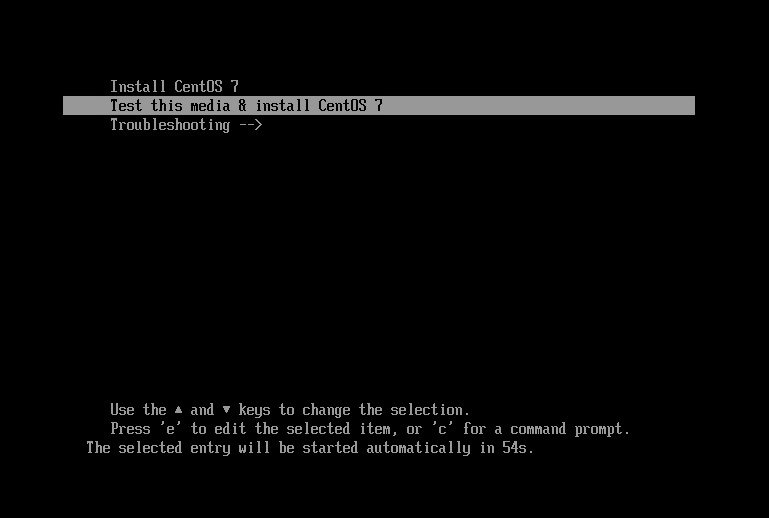 Install CentOS 7
Test this media & install CentOS 7
Troubleshooting -->
Use the ▲ and ▼ keys to change the selection.
Press 'e' to edit the selected item, or 'c' for a command prompt.
The selected entry will be started automatically in 54s.